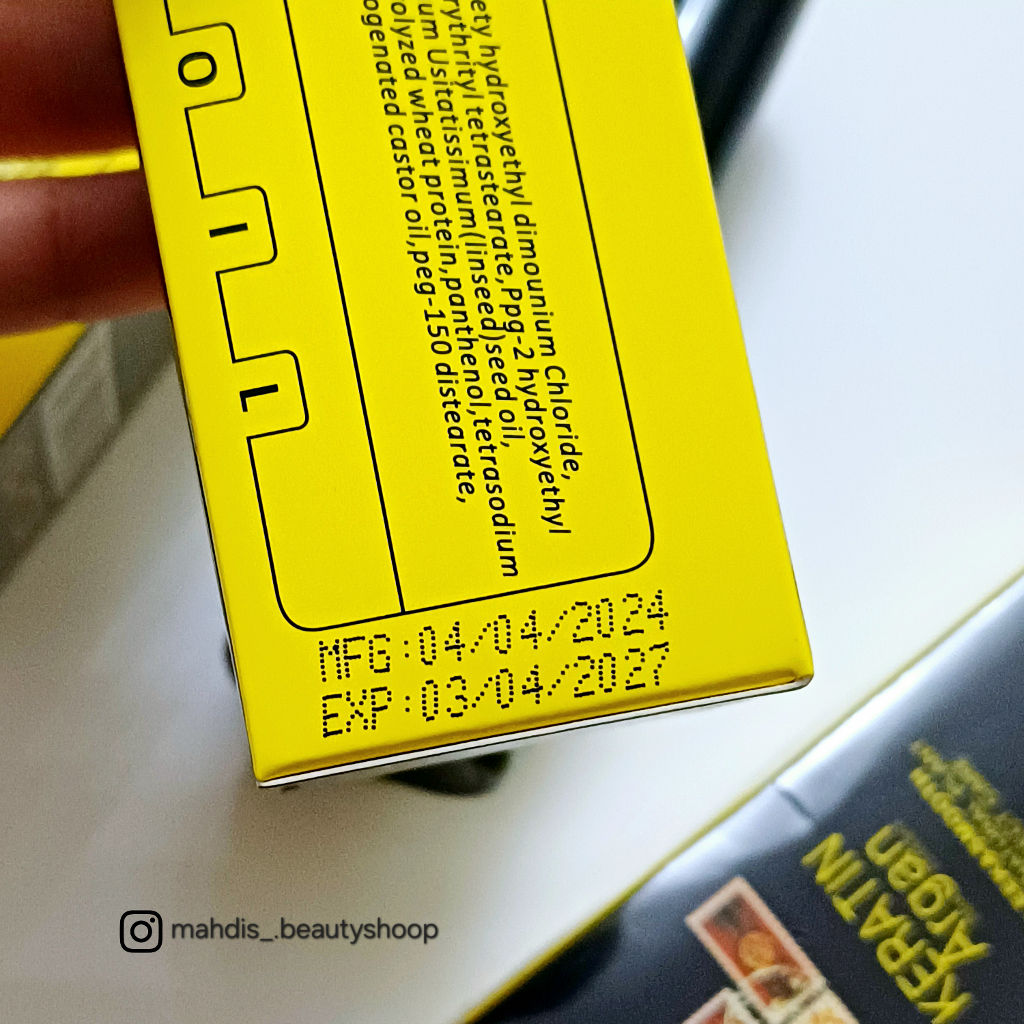 OIL
ety hydroxyethyl dimounium Chloride,
rythrityl tetrastearate,Ppg-2 hydroxyethyl
um Usitatissimum(linseed)seed oil,
olyzed wheat protein,panthenol,tetrasodium
ogenated castor oil,peg-150 distearate,
MFG:04/04/2024
EXP:03/04/2027
KERATIN
Argan
mahdis_.beautyshoop